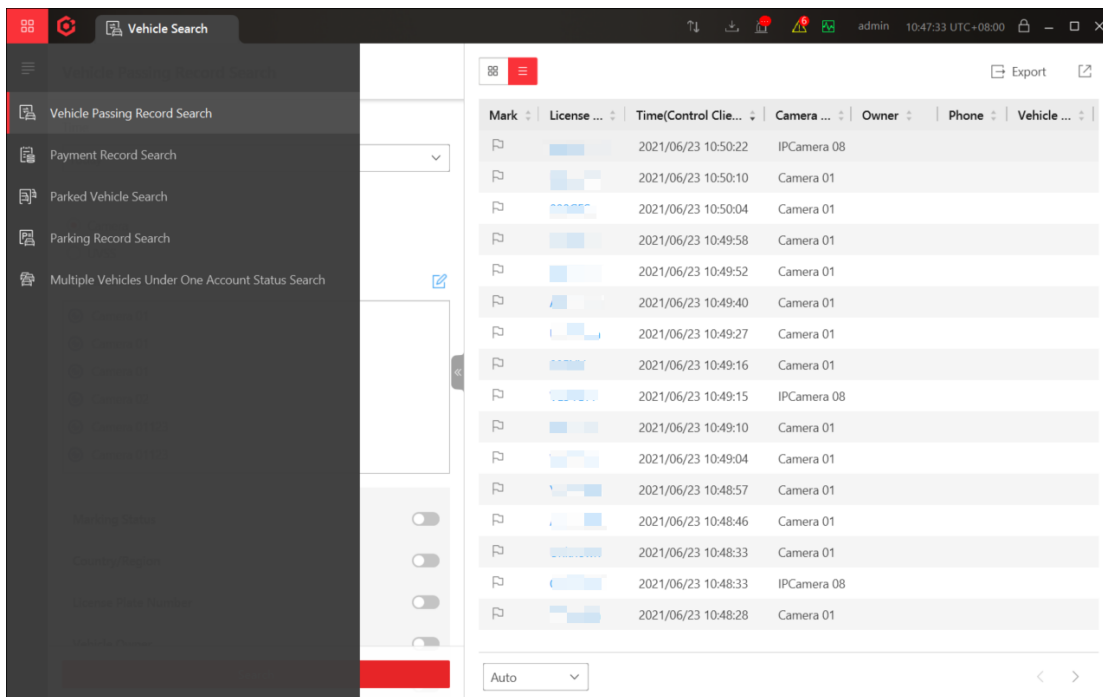 Vehicle Search
6
admin
10:47:33 UTC+08:00
Vehicle Passing Record Search
Vehicle Passing Record Search
Payment Record Search
Parked Vehicle Search
Parking Record Search
Multiple Vehicles Under One Account Status Search
Export
Mark License ... Time(Control Clie... Camera ... Owner Phone Vehicle ...
2021/06/23 10:50:22 IPCamera 08
2021/06/23 10:50:10 Camera 01
2021/06/23 10:50:04 Camera 01
2021/06/23 10:49:58 Camera 01
2021/06/23 10:49:52 Camera 01
2021/06/23 10:49:40 Camera 01
2021/06/23 10:49:27 Camera 01
2021/06/23 10:49:16 Camera 01
2021/06/23 10:49:15 IPCamera 08
2021/06/23 10:49:10 Camera 01
2021/06/23 10:49:04 Camera 01
2021/06/23 10:48:57 Camera 01
2021/06/23 10:48:46 Camera 01
2021/06/23 10:48:33 Camera 01
2021/06/23 10:48:33 IPCamera 08
2021/06/23 10:48:28 Camera 01
Auto